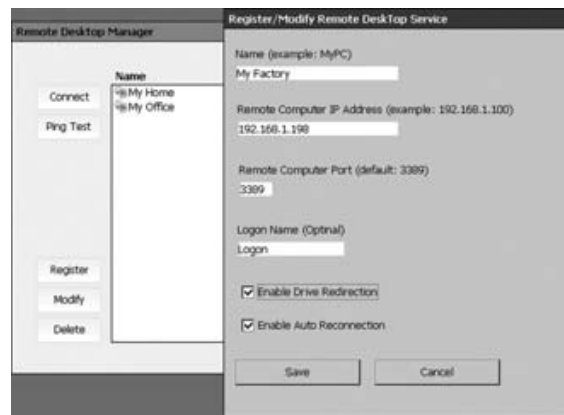 Remote Desktop Manager
Name
My Home
My Office
Connect
Ping Test
Register
Modify
Delete
Register/Modify Remote DeskTop Service
Name (example: MyPC)
My Factory
Remote Computer IP Address (example: 192.168.1.100)
192.168.1.198
Remote Computer Port (default: 3389)
3389
Logon Name (Optinal)
Logon
Enable Drive Redirection
Enable Auto Reconnection
Save Cancel